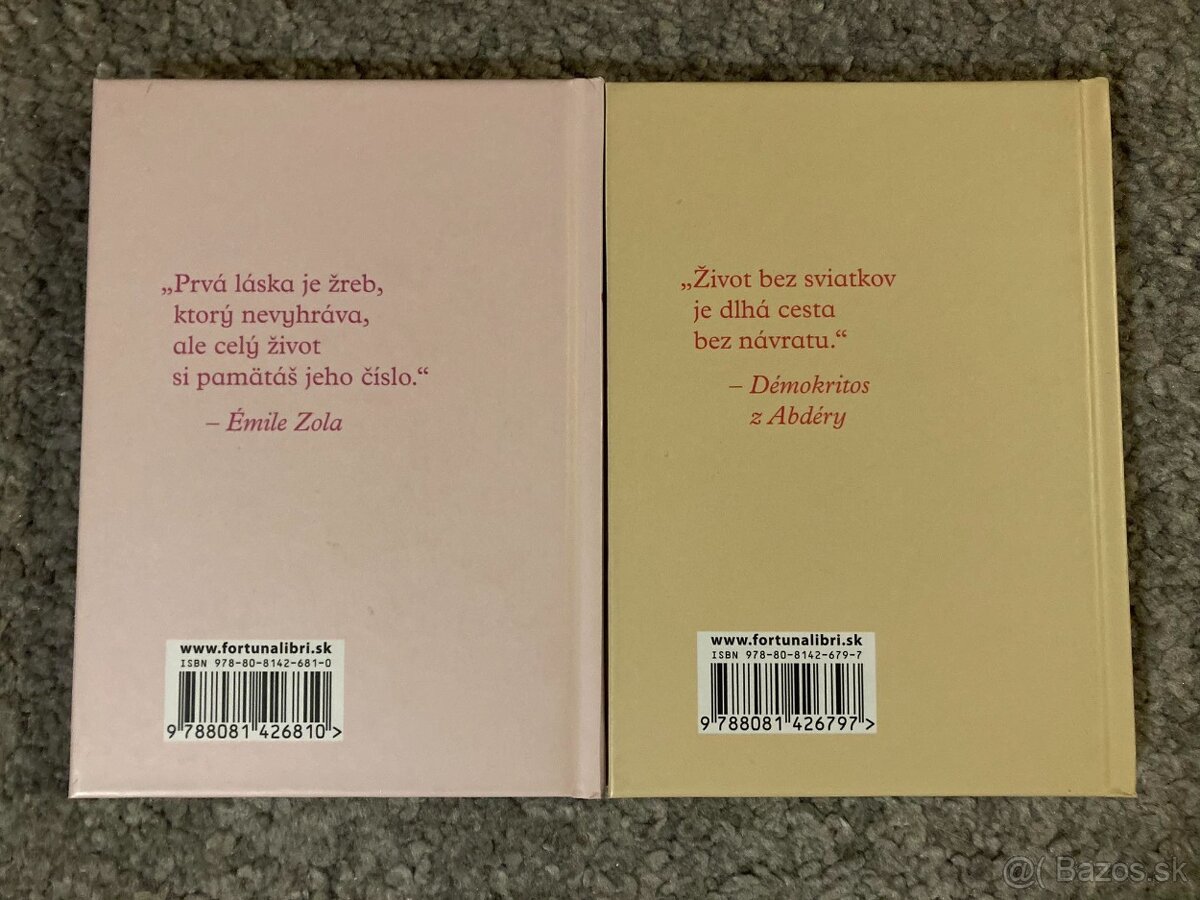 „Prvá láska je žreb,
ktorý nevyhráva,
ale celý život
si pamätáš jeho číslo.“
– Émile Zola
www.fortunalibri.sk
ISBN 978-80-8142-681-0
9 788081 426810 >
„Život bez sviatkov
je dlhá cesta
bez návratu.“
– Démokritos
z Abdéry
www.fortunalibri.sk
ISBN 978-80-8142-679-7
9 788081 426797 >
@( Bazos.sk